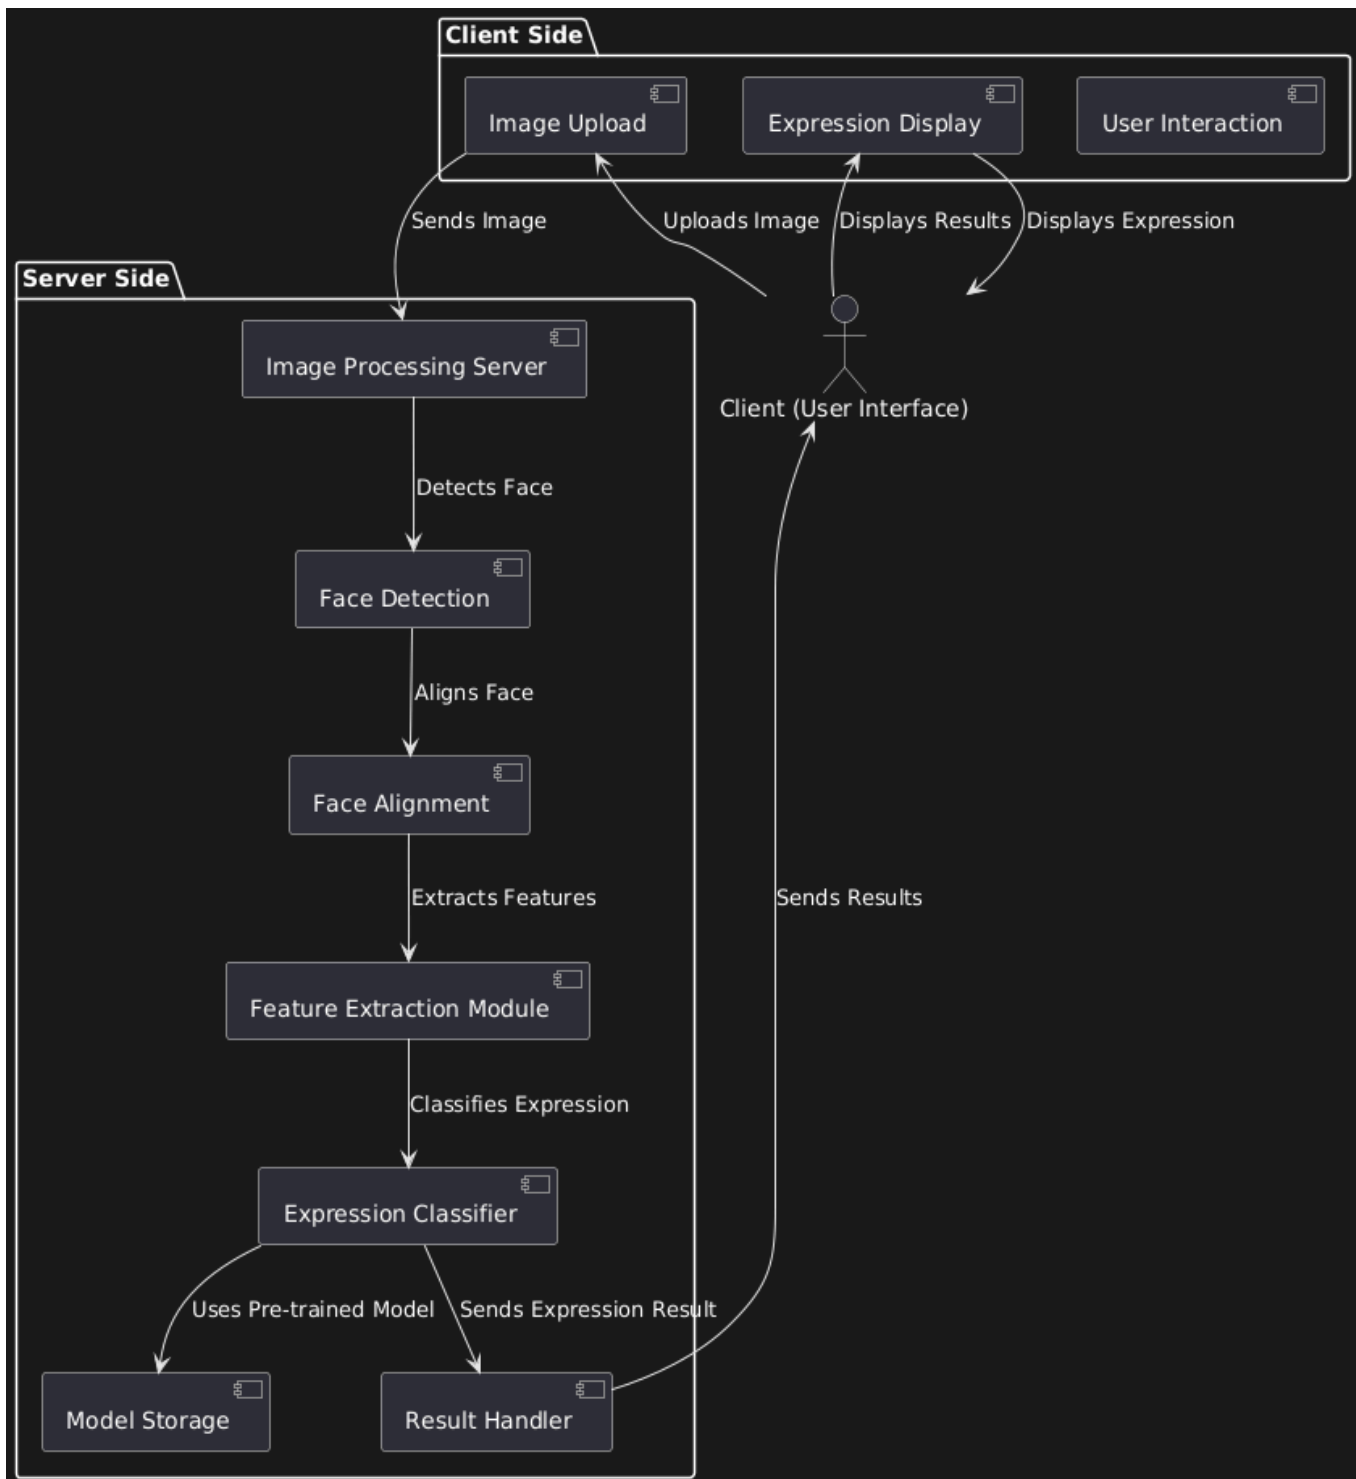 Client Side
Image Upload
Expression Display
User Interaction
Sends Image
Uploads Image
Displays Results
Displays Expression
Server Side
Image Processing Server
Client (User Interface)
Detects Face
Face Detection
Aligns Face
Face Alignment
Extracts Features
Sends Results
Feature Extraction Module
Classifies Expression
Expression Classifier
Uses Pre-trained Model
Sends Expression Result
Model Storage
Result Handler